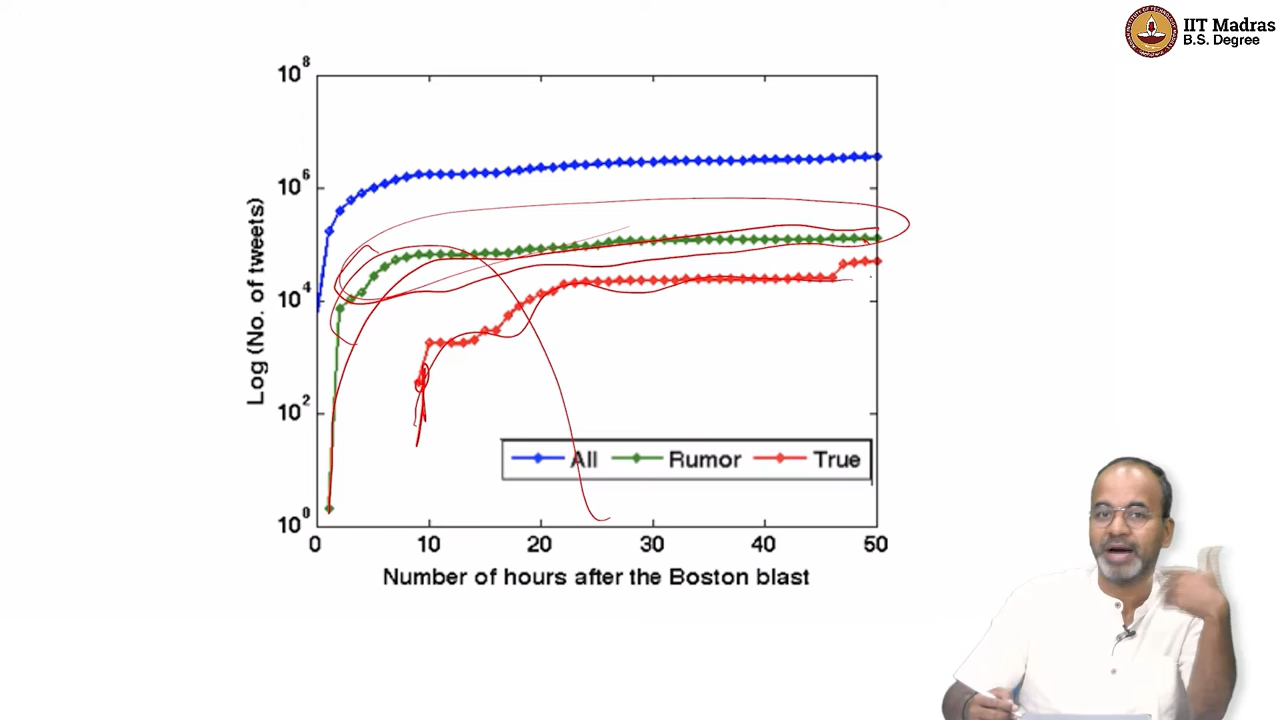 IIT Madras
B.S. Degree
10^8
10^6
10^4
10^2
10^0
Log (No. of tweets)
All Rumor True
0 10 20 30 40 50
Number of hours after the Boston blast